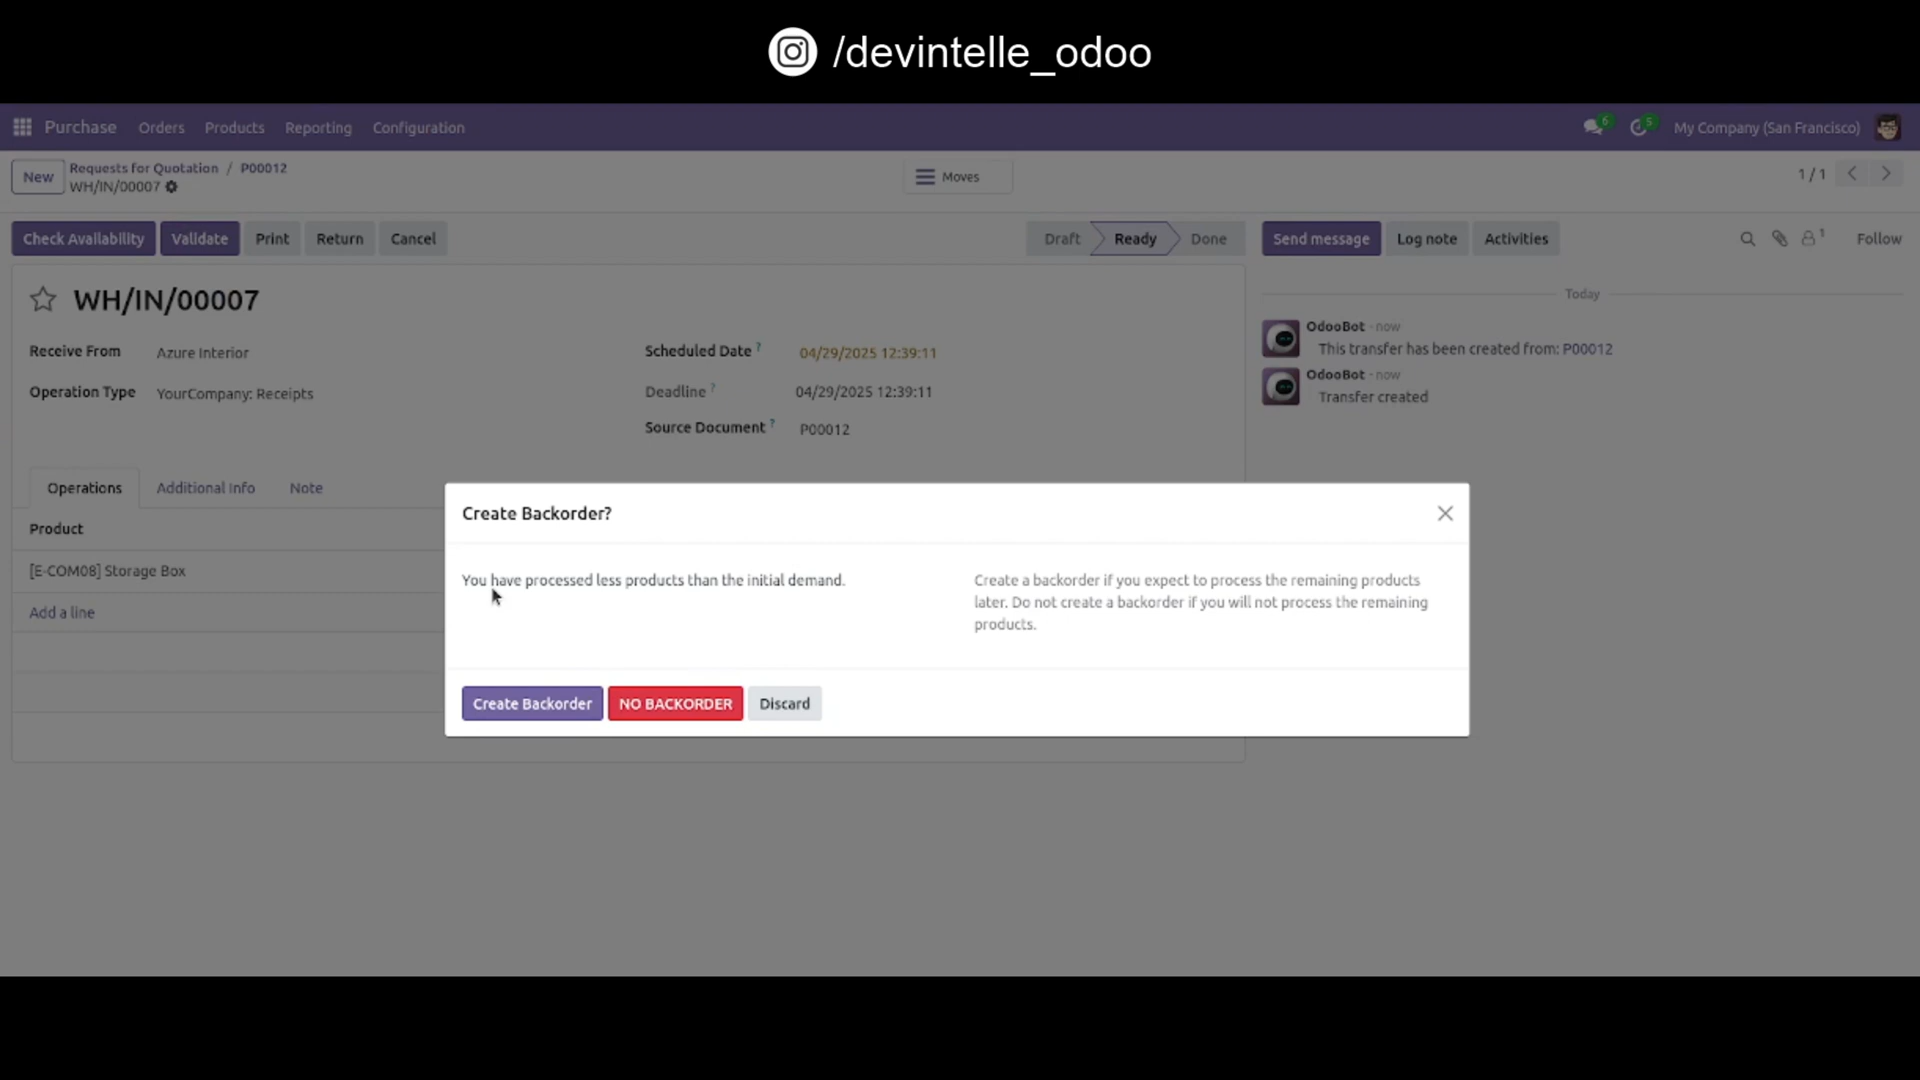 /devintelle_odoo
Purchase Orders Products Reporting Configuration 6 5 My Company (San Francisco)
New Requests for Quotation / P00012
WH/IN/00007
Moves
1 / 1
Check Availability Validate Print Return Cancel Draft Ready Done Send message Log note Activities 1 Follow
WH/IN/00007
Today
Receive From Azure Interior
Scheduled Date ? 04/29/2025 12:39:11
OdooBot - now
This transfer has been created from: P00012
Operation Type YourCompany: Receipts
Deadline ? 04/29/2025 12:39:11
OdooBot - now
Transfer created
Source Document ? P00012
Operations Additional Info Note
Product
[E-COM08] Storage Box
Add a line
Create Backorder?
You have processed less products than the initial demand.
Create a backorder if you expect to process the remaining products
later. Do not create a backorder if you will not process the remaining
products.
Create Backorder NO BACKORDER Discard